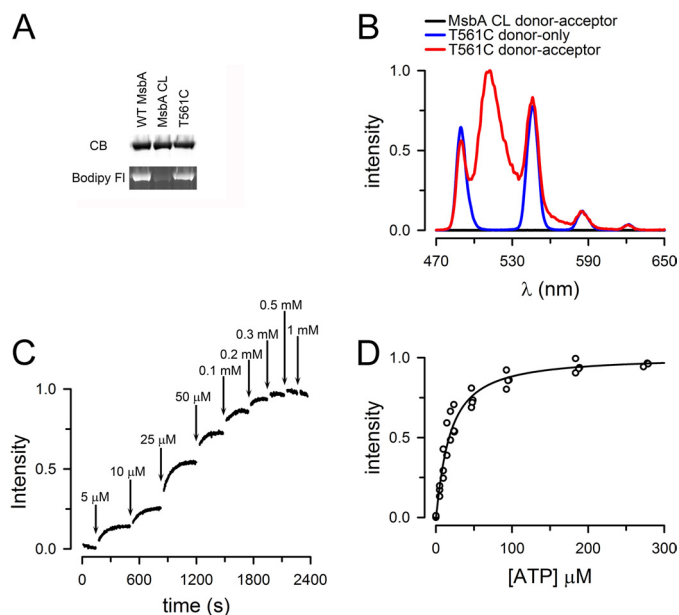 A
WT MsbA
MsbA CL
T561C
CB
Bodipy Fl
B
MsbA CL donor-acceptor
T561C donor-only
T561C donor-acceptor
1.0
0.5
0.0
intensity
470
530
590
650
λ (nm)
C
5 μM
10 μM
25 μM
50 μM
0.1 mM
0.2 mM
0.3 mM
0.5 mM
1 mM
1.0
0.5
0.0
Intensity
0
600
1200
1800
2400
time (s)
D
1.0
0.5
0.0
intensity
0
100
200
300
[ATP] μM